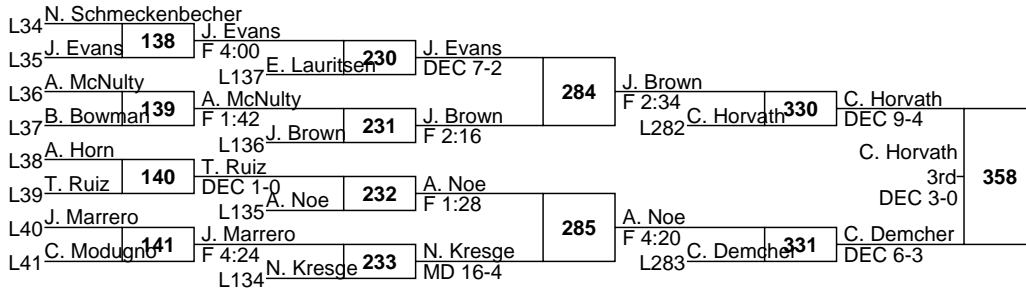 N. Schmeckenbecher
L34
138
J. Evans
F 4:00
L35
J. Evans
230
J. Evans
DEC 7-2
L137
E. Lauritsen
284
J. Brown
F 2:34
L36
A. McNulty
139
A. McNulty
F 1:42
L37
B. Bowman
231
J. Brown
F 2:16
L136
J. Brown
L282
C. Horvath
330
C. Horvath
DEC 9-4
L38
A. Horn
140
T. Ruiz
DEC 1-0
L39
T. Ruiz
232
A. Noe
F 1:28
L135
A. Noe
C. Horvath
3rd
DEC 3-0
358
285
A. Noe
F 4:20
L40
J. Marrero
141
J. Marrero
F 4:24
L41
C. Modugno
233
N. Kresge
MD 16-4
L134
N. Kresge
L283
C. Demcher
331
C. Demcher
DEC 6-3